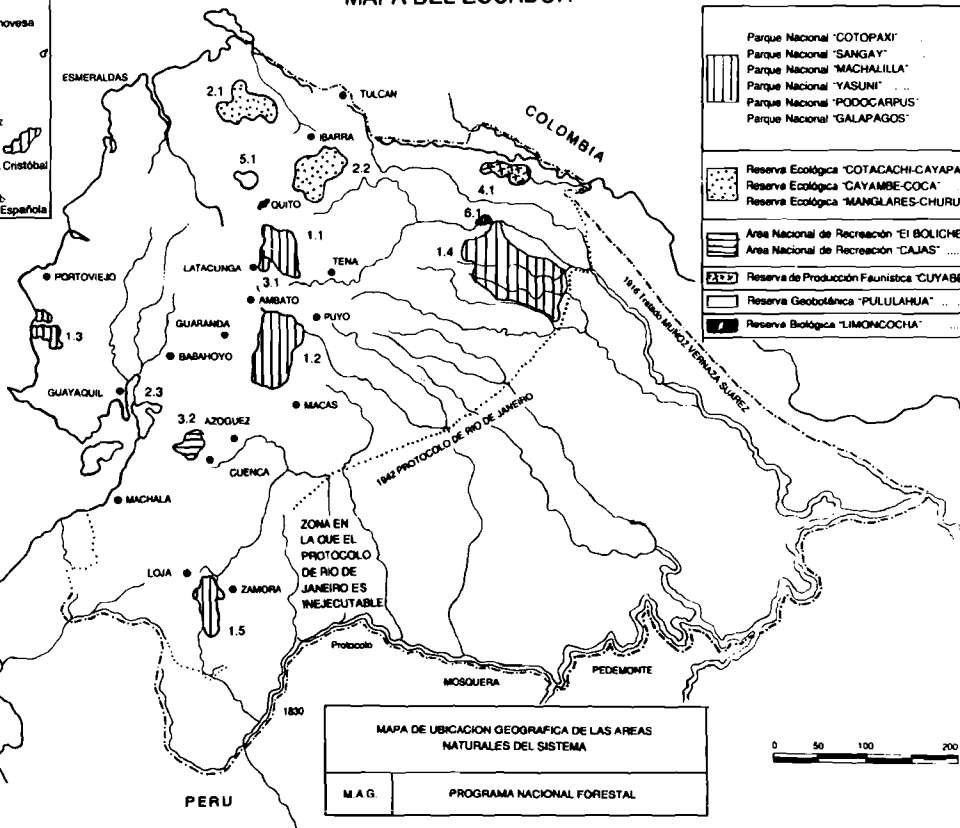 MAPA DEL ECUADOR
novesa
Cristóbal
Española
ESMERALDAS
2.1
TULCAN
IBARRA
COLOMBIA
5.1
2.2
4.1
QUITO
6.1
1.1
1.4
LATACUNGA
TENA
3.1
PORTOVIEJO
AMBATO
PUYO
GUARANDA
1.3
1.2
BABAHOYO
1916 Tratado MUÑOZ VERNAZA SUAREZ
GUAYAQUIL
2.3
MACAS
3.2
AZOGUEZ
CUENCA
1942 PROTOCOLO DE RIO DE JANEIRO
MACHALA
ZONA EN
LA QUE EL
PROTOCOLO
DE RIO DE
JANEIRO ES
INEJECUTABLE
LOJA
ZAMORA
1.5
Protocolo
MOSQUERA
PEDEMONTE
1830
PERU
Parque Nacional "COTOPAXI"
Parque Nacional "SANGAY"
Parque Nacional "MACHALILLA"
Parque Nacional "YASUNI" . . .
Parque Nacional "PODOCARPUS"
Parque Nacional "GALAPAGOS"
Reserva Ecológica "COTACACHI-CAYAPA
Reserva Ecológica "CAYAMBE-COCA"
Reserva Ecológica "MANGLARES-CHURU
Area Nacional de Recreación "El BOLICHE
Area Nacional de Recreación "CAJAS" ....
Reserva de Producción Faunística "CUYABE
Reserva Geobotánica "PULULAHUA" .. ..
Reserva Biológica "LIMONCOCHA" ...
MAPA DE UBICACION GEOGRAFICA DE LAS AREAS
NATURALES DEL SISTEMA
M.A.G. PROGRAMA NACIONAL FORESTAL
0 50 100 200